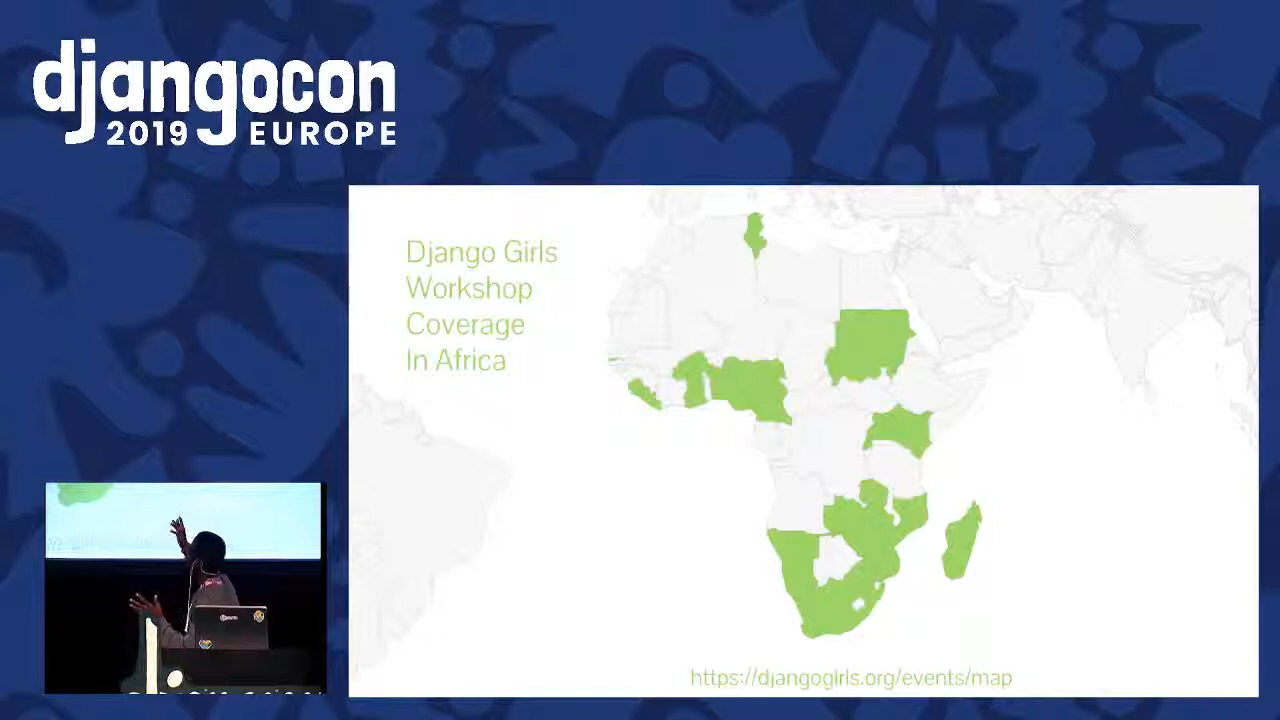 djangocon
2019 EUROPE
Django Girls
Workshop
Coverage
In Africa
https://djangogirls.org/events/map